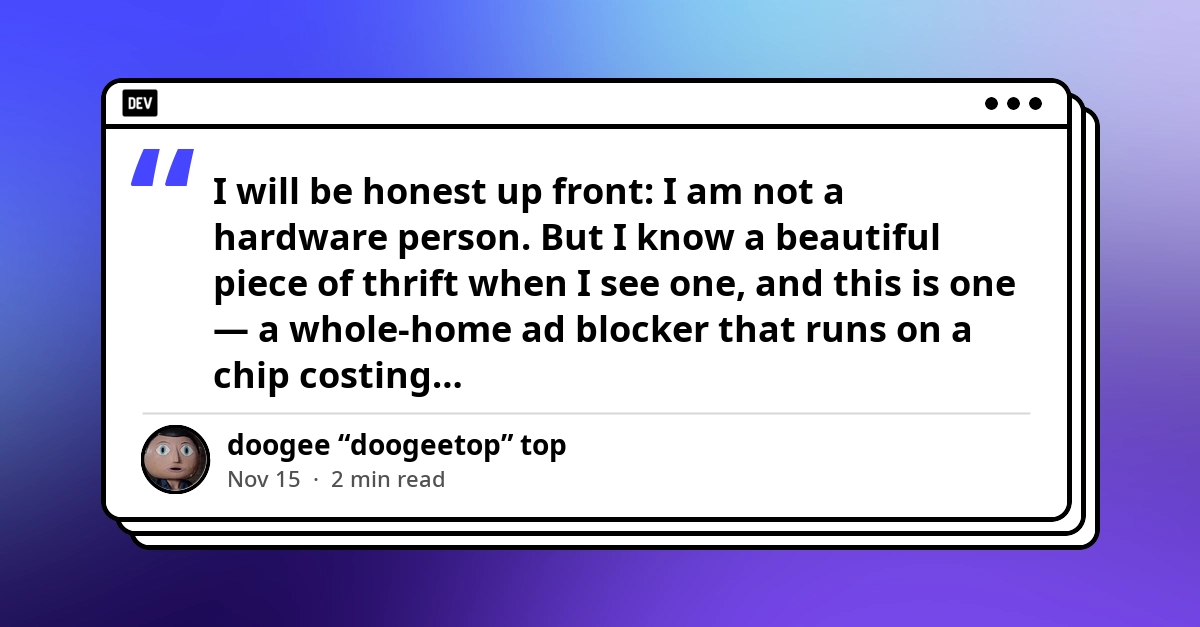 DEV
“
I will be honest up front: I am not a
hardware person. But I know a beautiful
piece of thrift when I see one, and this is one
— a whole-home ad blocker that runs on a
chip costing...
doogee “doogeetop” top
Nov 15 · 2 min read